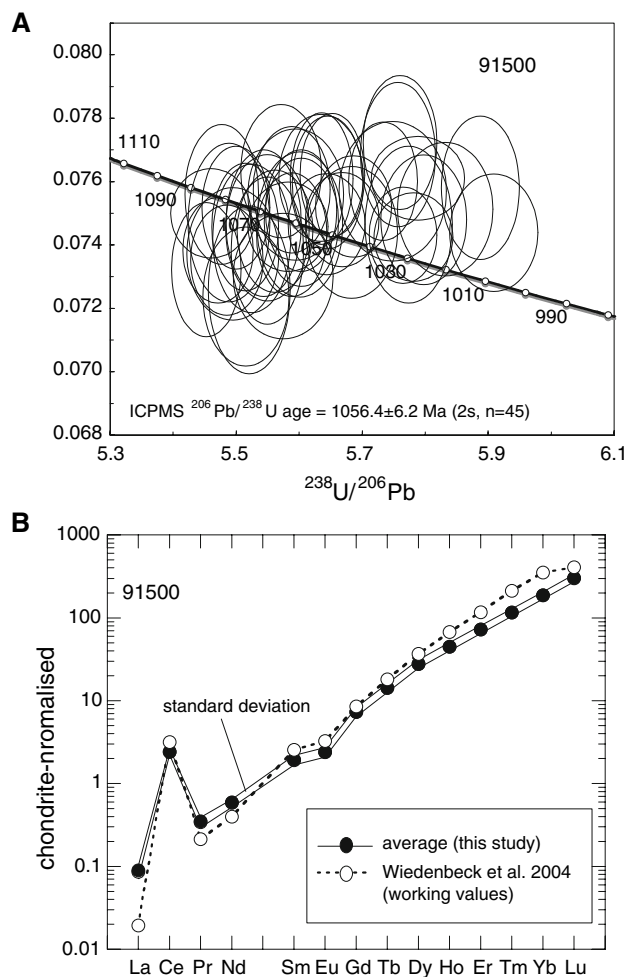 A
0.080
0.078
0.076
0.074
0.072
0.070
0.068
91500
1110
1090
1070
1050
1030
1010
990
ICPMS ²⁰⁶Pb/²³⁸U age = 1056.4±6.2 Ma (2s, n=45)
5.3 5.5 5.7 5.9 6.1
²³⁸U/²⁰⁶Pb
B
1000
100
10
1
0.1
0.01
chondrite-nromalised
91500
standard deviation
average (this study)
Wiedenbeck et al. 2004
(working values)
La Ce Pr Nd Sm Eu Gd Tb Dy Ho Er Tm Yb Lu